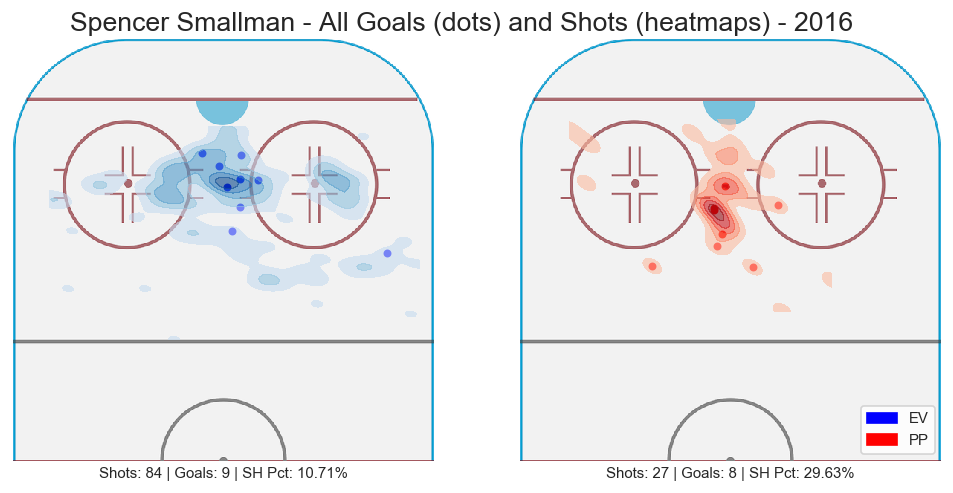 Spencer Smallman - All Goals (dots) and Shots (heatmaps) - 2016
EV
PP
Shots: 84 | Goals: 9 | SH Pct: 10.71%
Shots: 27 | Goals: 8 | SH Pct: 29.63%